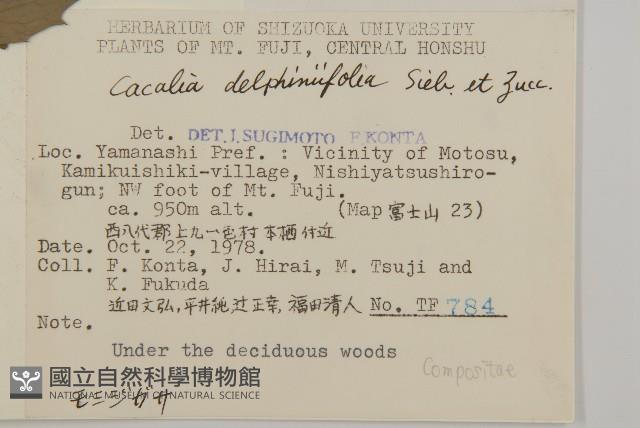 HERBARIUM OF SHIZUOKA UNIVERSITY
PLANTS OF MT. FUJI, CENTRAL HONSHU
Cacalia delphiniifolia Sieb. et Zucc.
Det. DET. J. SUGIMOTO F. KONTA
Loc. Yamanashi Pref. : Vicinity of Motosu,
Kamikuishiki-village, Nishiyatsushiro-
gun; NW foot of Mt. Fuji.
ca. 950m alt. (Map 富士山 23)
西八代郡上九一色村本栖付近
Date. Oct. 22, 1978.
Coll. F. Konta, J. Hirai, M. Tsuji and
K. Fukuda
近田文弘, 平井純, 辻正幸, 福田清人 No. TF 784
Note.
Under the deciduous woods
Compositae
國立自然科學博物館
NATIONAL MUSEUM OF NATURAL SCIENCE
モミジガサ